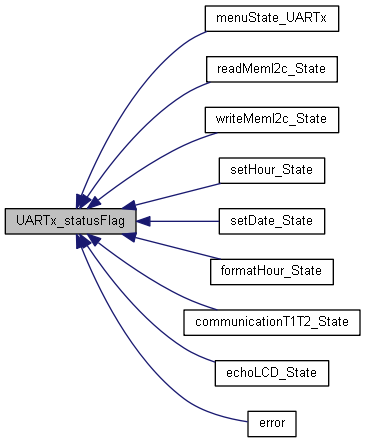 menuState_UARTx
readMemI2c_State
writeMemI2c_State
setHour_State
UARTx_statusFlag
setDate_State
formatHour_State
communicationT1T2_State
echoLCD_State
error